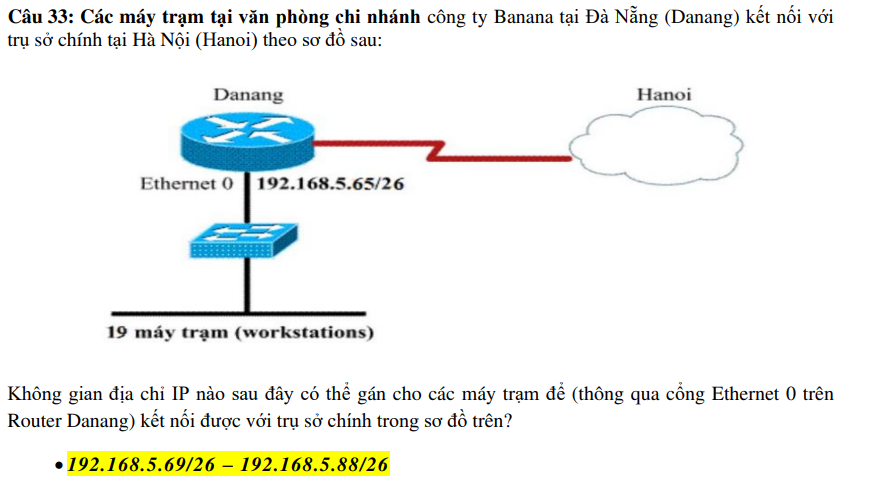 Câu 33: Các máy trạm tại văn phòng chi nhánh công ty Banana tại Đà Nẵng (Danang) kết nối với
trụ sở chính tại Hà Nội (Hanoi) theo sơ đồ sau:
Danang
Hanoi
Ethernet 0
192.168.5.65/26
19 máy trạm (workstations)
Không gian địa chỉ IP nào sau đây có thể gán cho các máy trạm để (thông qua cổng Ethernet 0 trên
Router Danang) kết nối được với trụ sở chính trong sơ đồ trên?
• 192.168.5.69/26 – 192.168.5.88/26